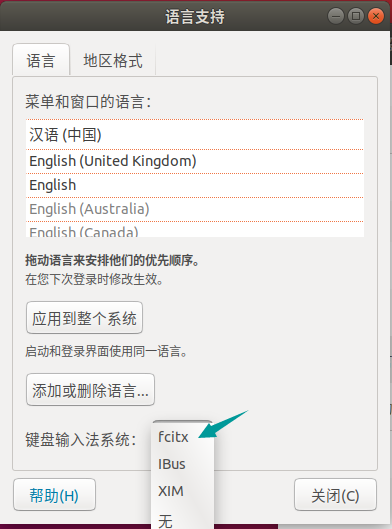 语言支持
语言
地区格式
菜单和窗口的语言：
汉语 (中国)
English (United Kingdom)
English
English (Australia)
English (Canada)
拖动语言来安排他们的优先顺序。
在您下次登录时修改生效。
应用到整个系统
启动和登录界面使用同一语言。
添加或删除语言...
键盘输入法系统：
fcitx
IBus
XIM
无
帮助(H)
关闭(C)